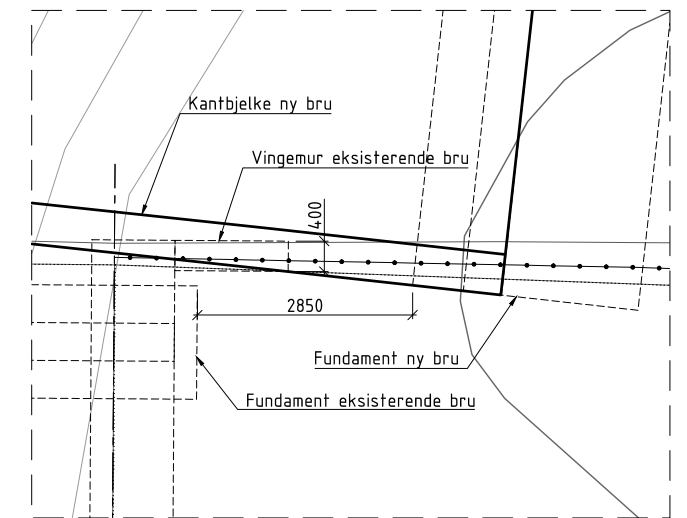 Kantbjelke ny bru
Vingemur eksisterende bru
400
2850
Fundament ny bru
Fundament eksisterende bru